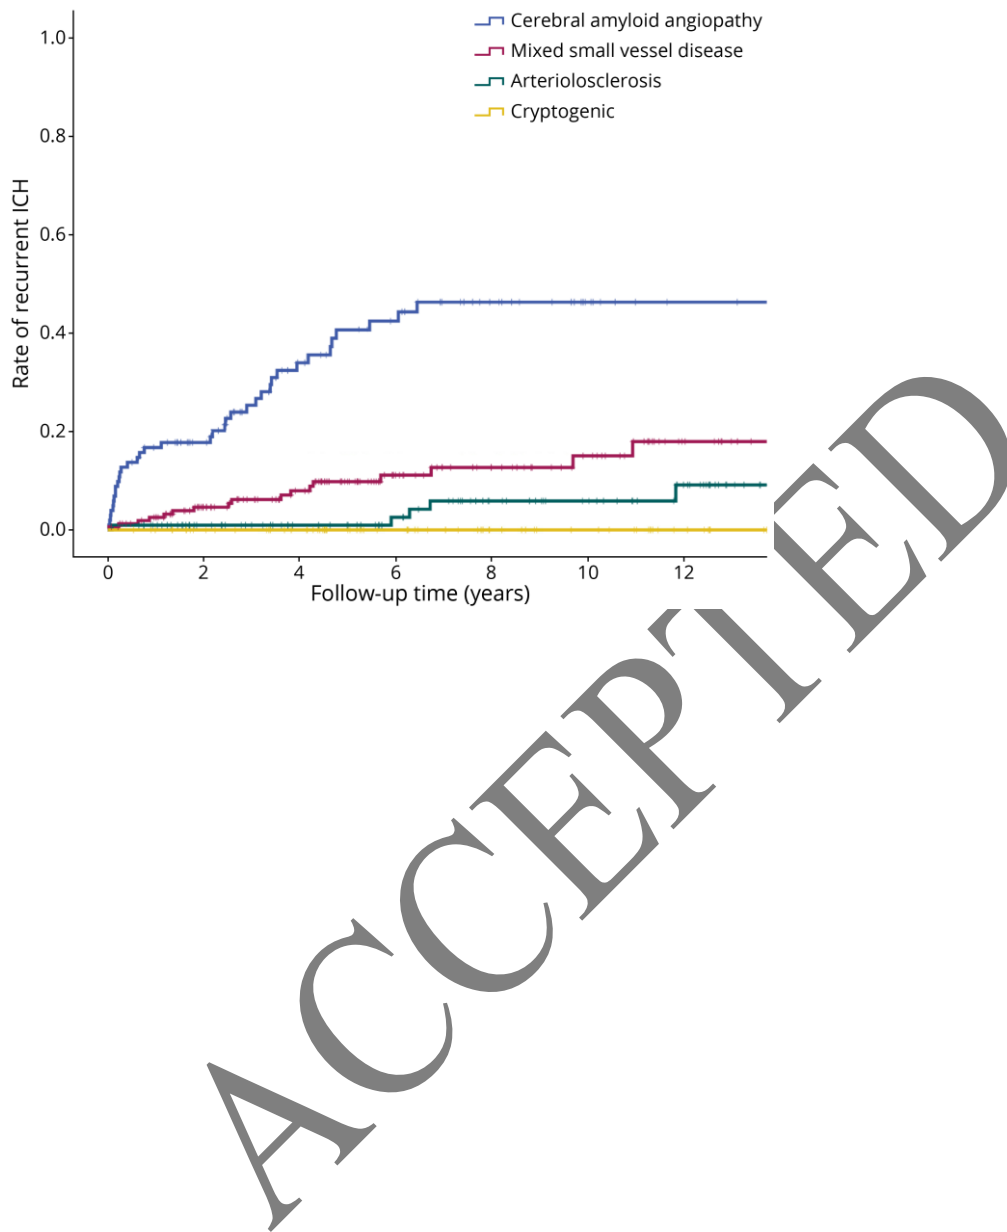 Cerebral amyloid angiopathy
Mixed small vessel disease
Arteriolosclerosis
Cryptogenic
1.0
0.8
0.6
0.4
0.2
0.0
Rate of recurrent ICH
0 2 4 6 8 10 12
Follow-up time (years)
ACCEPTED